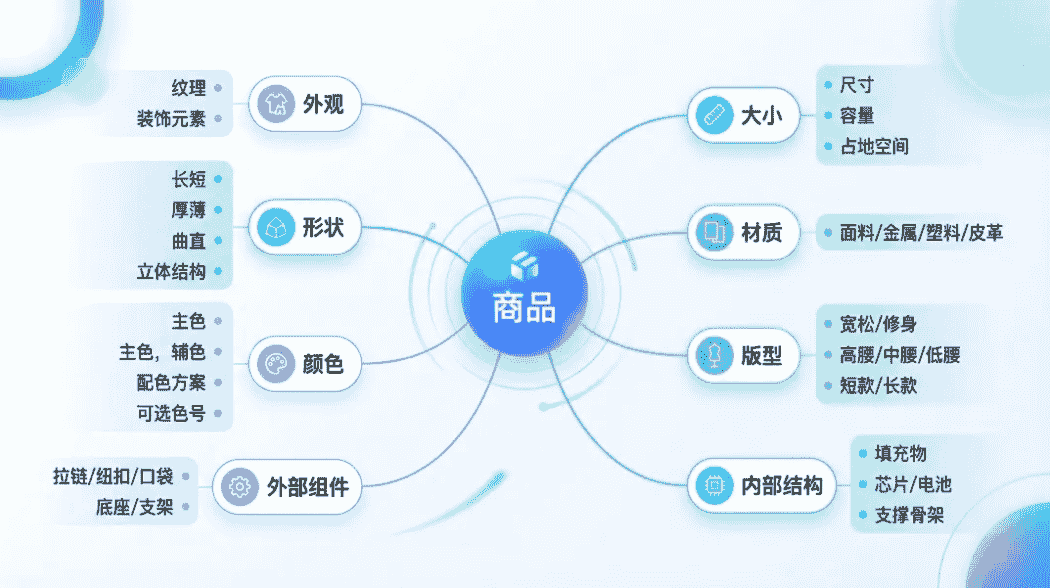 商品
外观
纹理
装饰元素
形状
长短
厚薄
曲直
立体结构
颜色
主色
主色，辅色
配色方案
可选色号
外部组件
拉链/纽扣/口袋
底座/支架
大小
尺寸
容量
占地空间
材质
面料/金属/塑料/皮革
版型
宽松/修身
高腰/中腰/低腰
短款/长款
内部结构
填充物
芯片/电池
支撑骨架